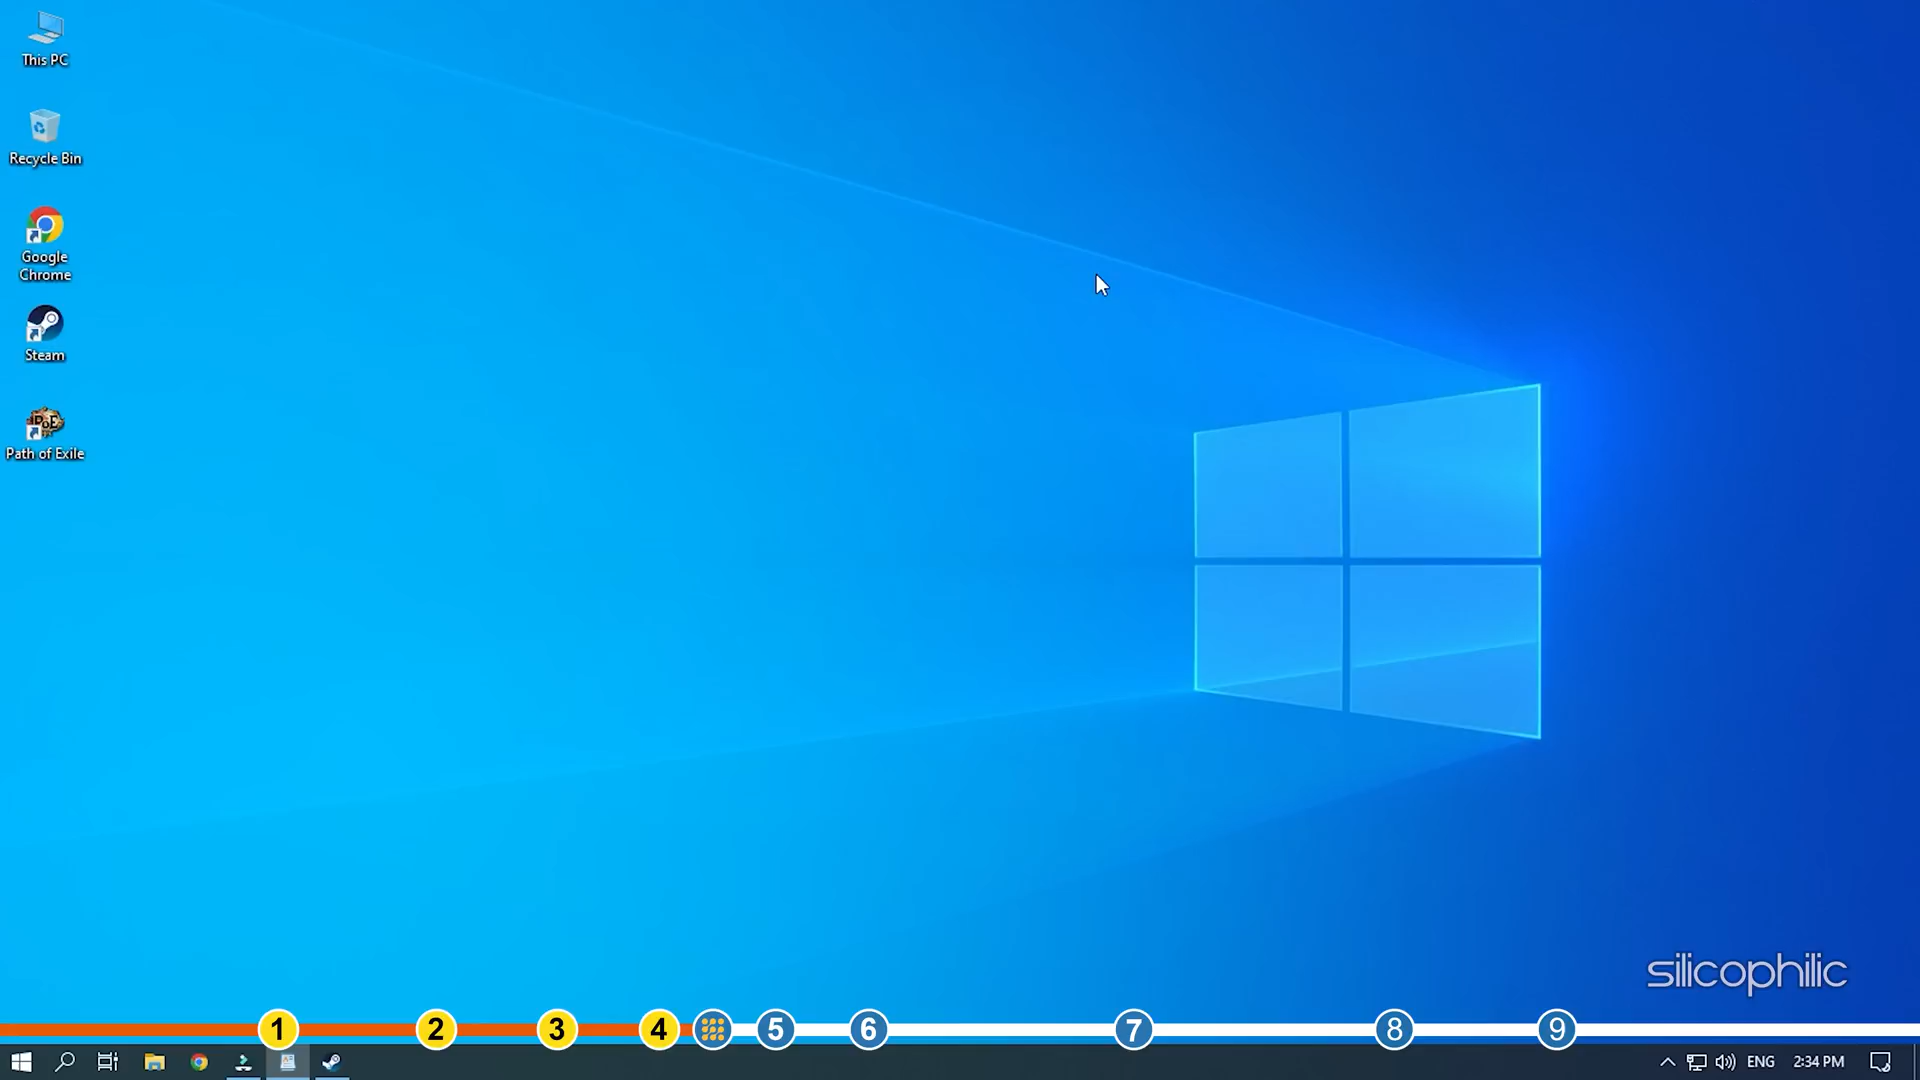 This PC
Recycle Bin
Google
Chrome
Steam
Path of Exile
silicophilic
1 2 3 4 5 6 7 8 9
ENG 2:34 PM